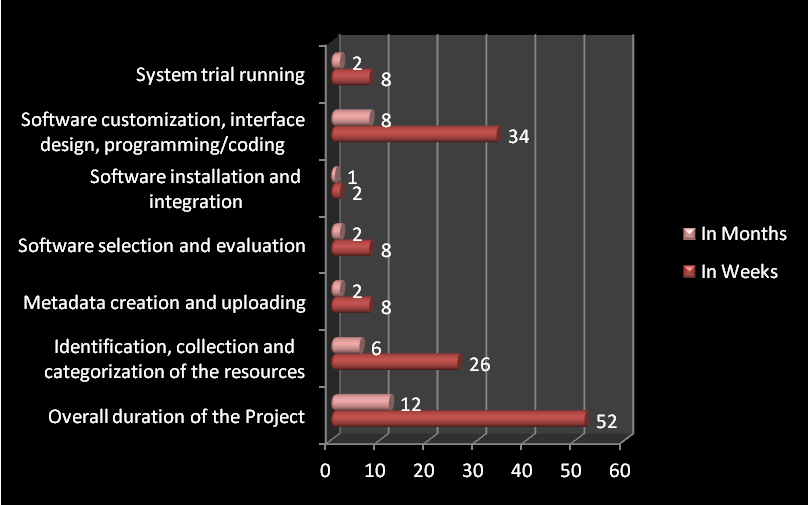 System trial running
2
8
Software customization, interface
design, programming/coding
8
34
Software installation and
integration
1
2
Software selection and evaluation
2
8
Metadata creation and uploading
2
8
Identification, collection and
categorization of the resources
6
26
Overall duration of the Project
12
52
0 10 20 30 40 50 60
In Months
In Weeks